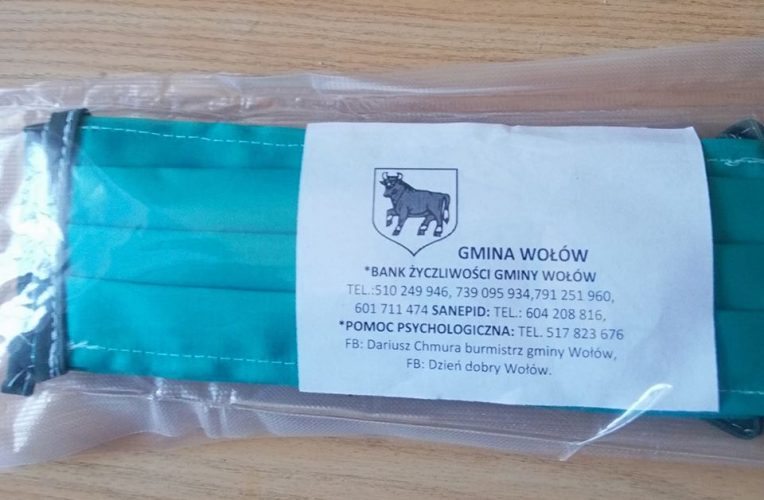 GMINA WOŁÓW
*BANK ŻYCZLIWOŚCI GMINY WOŁÓW
TEL.:510 249 946, 739 095 934,791 251 960,
601 711 474 SANEPID: TEL.: 604 208 816,
*POMOC PSYCHOLOGICZNA: TEL. 517 823 676
FB: Dariusz Chmura burmistrz gminy Wołów,
FB: Dzień dobry Wołów.